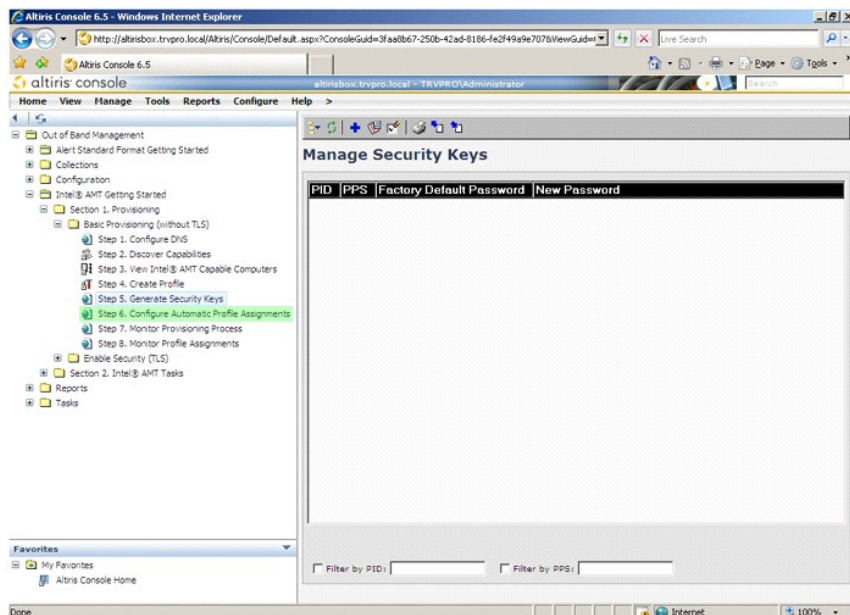 Altiris Console 6.5 - Windows Internet Explorer
http://altirisbox.trvpro.local/Altiris/Console/Default.aspx?ConsoleGuid=3faa8b67-250b-42ad-8186-fe2f49a9e707&ViewGuid=
Live Search
Altiris Console 6.5
Page
Tools
altiris console
altirisbox.trvpro.local - TRVPRO\Administrator
Search
Home View Manage Tools Reports Configure Help >
Out of Band Management
Alert Standard Format Getting Started
Collections
Configuration
Intel® AMT Getting Started
Section 1. Provisioning
Basic Provisioning (without TLS)
Step 1. Configure DNS
Step 2. Discover Capabilities
Step 3. View Intel® AMT Capable Computers
Step 4. Create Profile
Step 5. Generate Security Keys
Step 6. Configure Automatic Profile Assignments
Step 7. Monitor Provisioning Process
Step 8. Monitor Profile Assignments
Enable Security (TLS)
Section 2. Intel® AMT Tasks
Reports
Tasks
Manage Security Keys
PID PPS Factory Default Password New Password
Filter by PID:
Filter by PPS:
Favorites
My Favorites
Altiris Console Home
Done
Internet
100%